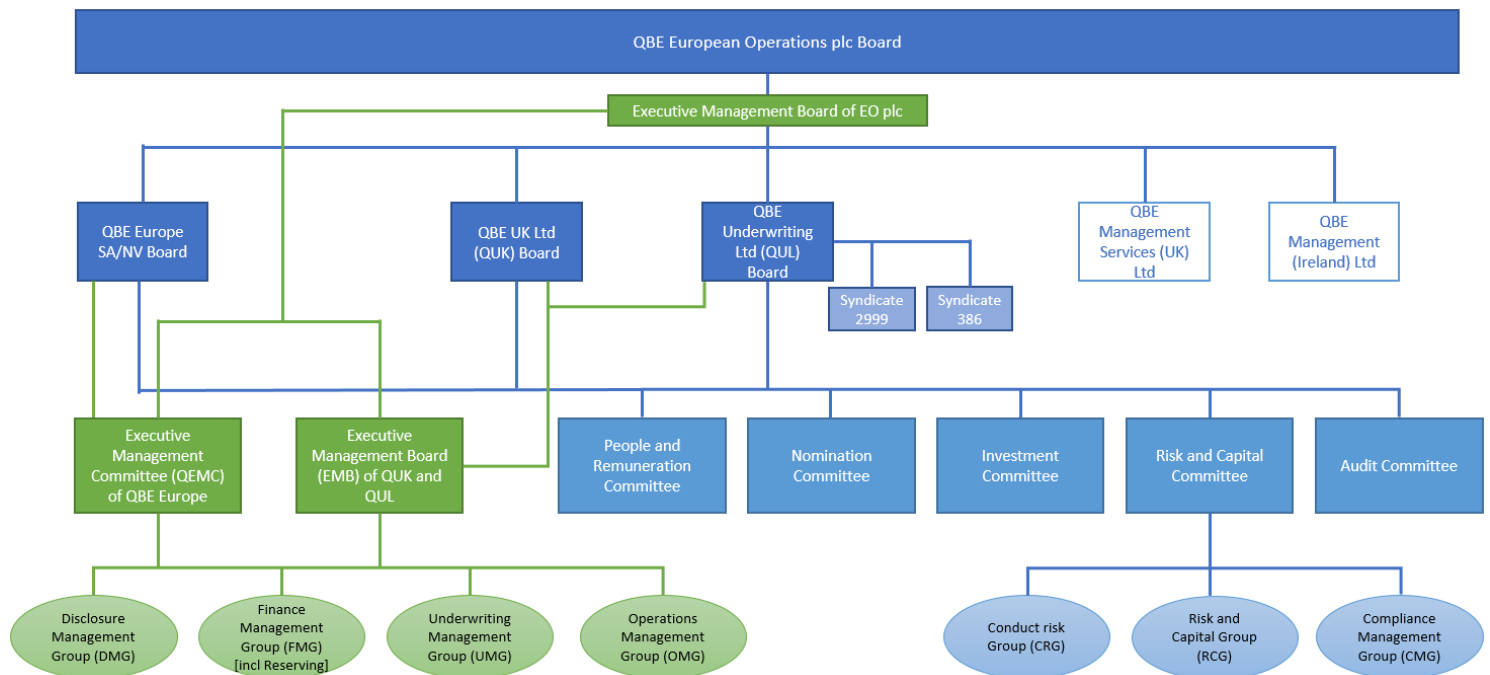 QBE European Operations plc Board
Executive Management Board of EO plc
QBE Europe
SA/NV Board
QBE UK Ltd
(QUK) Board
QBE
Underwriting
Ltd (QUL)
Board
QBE
Management
Services (UK)
Ltd
QBE
Management
(Ireland) Ltd
Syndicate
2999
Syndicate
386
Executive
Management
Committee (QEMC)
of QBE Europe
Executive
Management Board
(EMB) of QUK and
QUL
People and
Remuneration
Committee
Nomination
Committee
Investment
Committee
Risk and Capital
Committee
Audit Committee
Disclosure
Management
Group (DMG)
Finance
Management
Group (FMG)
[incl Reserving]
Underwriting
Management
Group (UMG)
Operations
Management
Group (OMG)
Conduct risk
Group (CRG)
Risk and
Capital Group
(RCG)
Compliance
Management
Group (CMG)